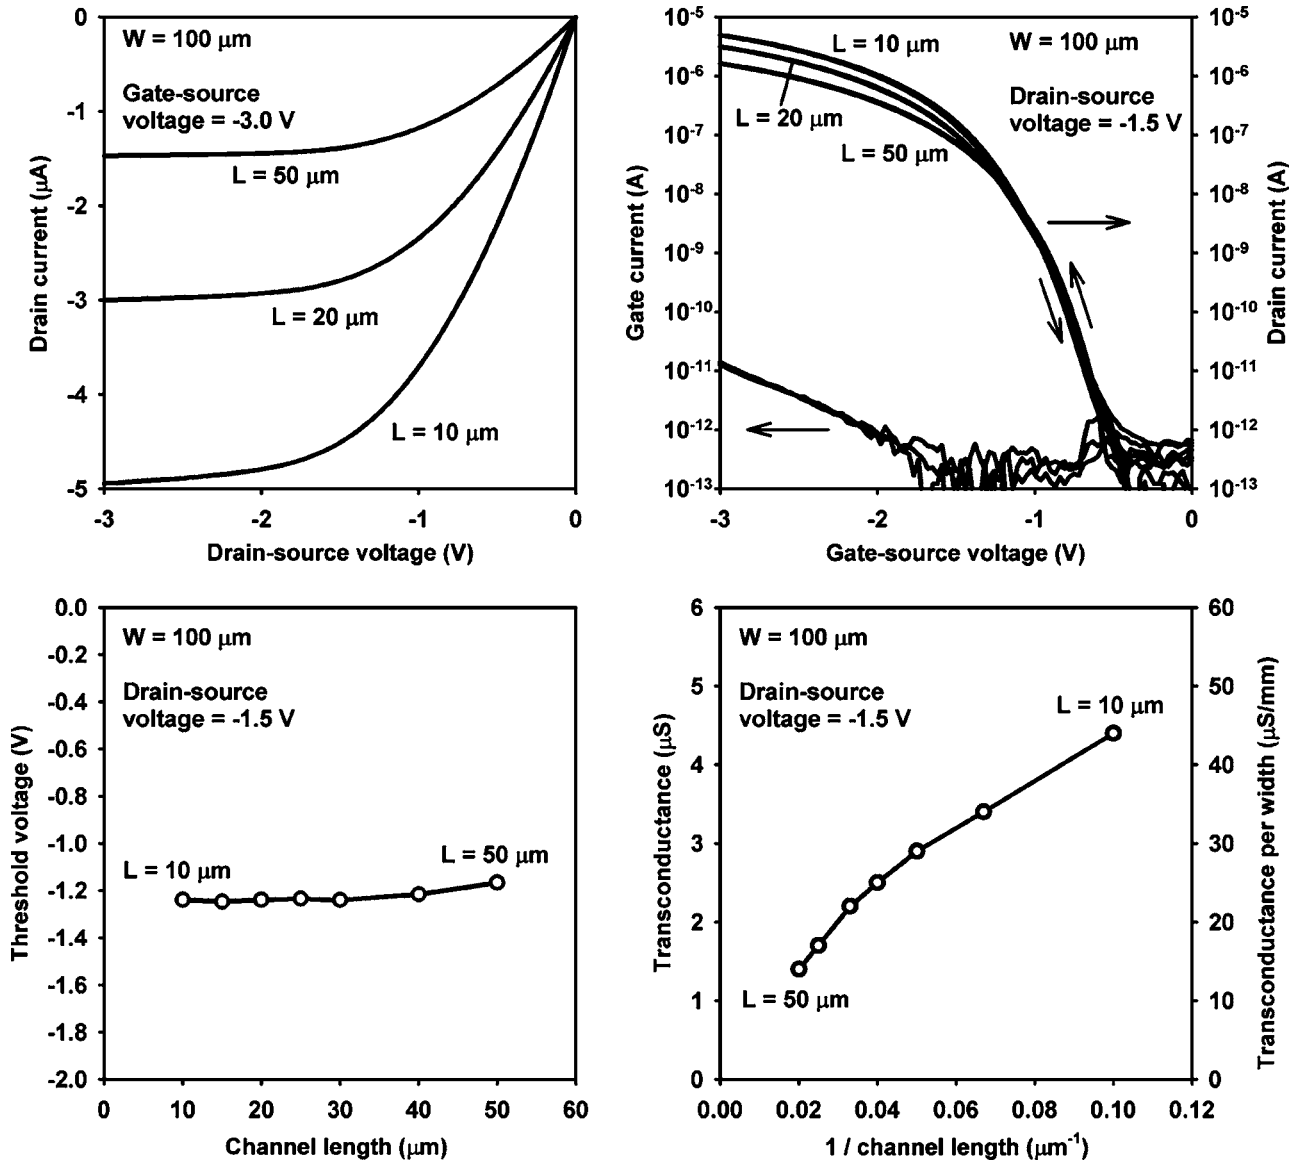 W = 100 μm
Gate-source
voltage = -3.0 V
L = 50 μm
L = 20 μm
L = 10 μm
0
-1
-2
-3
-4
-5
-3
-2
-1
0
Drain current (μA)
Drain-source voltage (V)
10⁻⁵
10⁻⁶
10⁻⁷
10⁻⁸
10⁻⁹
10⁻¹⁰
10⁻¹¹
10⁻¹²
10⁻¹³
Gate current (A)
L = 10 μm
L = 20 μm
L = 50 μm
W = 100 μm
Drain-source
voltage = -1.5 V
10⁻⁵
10⁻⁶
10⁻⁷
10⁻⁸
10⁻⁹
10⁻¹⁰
10⁻¹¹
10⁻¹²
10⁻¹³
Drain current (A)
-3
-2
-1
0
Gate-source voltage (V)
0.0
-0.2
-0.4
-0.6
-0.8
-1.0
-1.2
-1.4
-1.6
-1.8
-2.0
Threshold voltage (V)
W = 100 μm
Drain-source
voltage = -1.5 V
L = 10 μm
L = 50 μm
0
10
20
30
40
50
60
Channel length (μm)
6
5
4
3
2
1
0
Transconductance (μS)
W = 100 μm
Drain-source
voltage = -1.5 V
L = 10 μm
L = 50 μm
60
50
40
30
20
10
0
Transconductance per width (μS/mm)
0.00
0.02
0.04
0.06
0.08
0.10
0.12
1 / channel length (μm⁻¹)